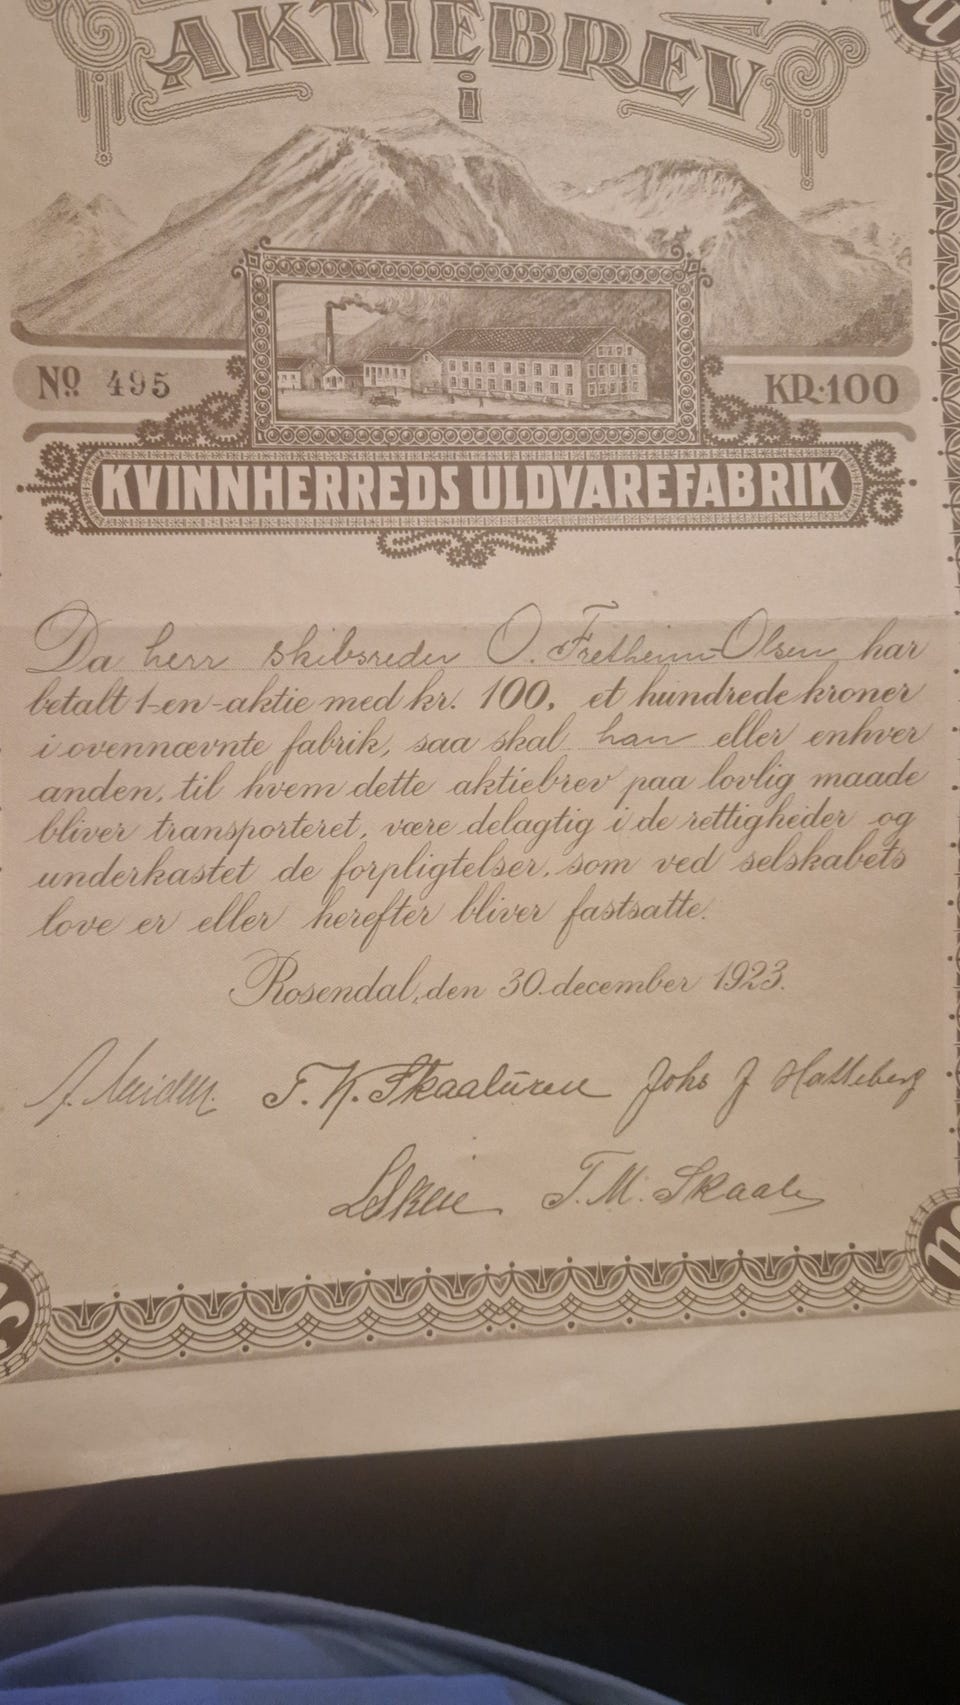 AKTIEBREV
i
No 495
KR. 100
KVINNHERREDS ULDVAREFABRIK
Da herr skibsreder O. Fretheim-Olsen har
betalt 1-en-aktie med kr. 100, et hundrede kroner
i ovennævnte fabrik, saa skal han eller enhver
anden, til hvem dette aktiebrev paa lovlig maade
bliver transporteret, være delagtig i de rettigheder og
underkastet de forpligtelser, som ved selskabets
love er eller herefter bliver fastsatte.
Rosendal, den 30. december 1923.
T. K. Skaaluren Johs J Hatteberg
T. M. Skaala